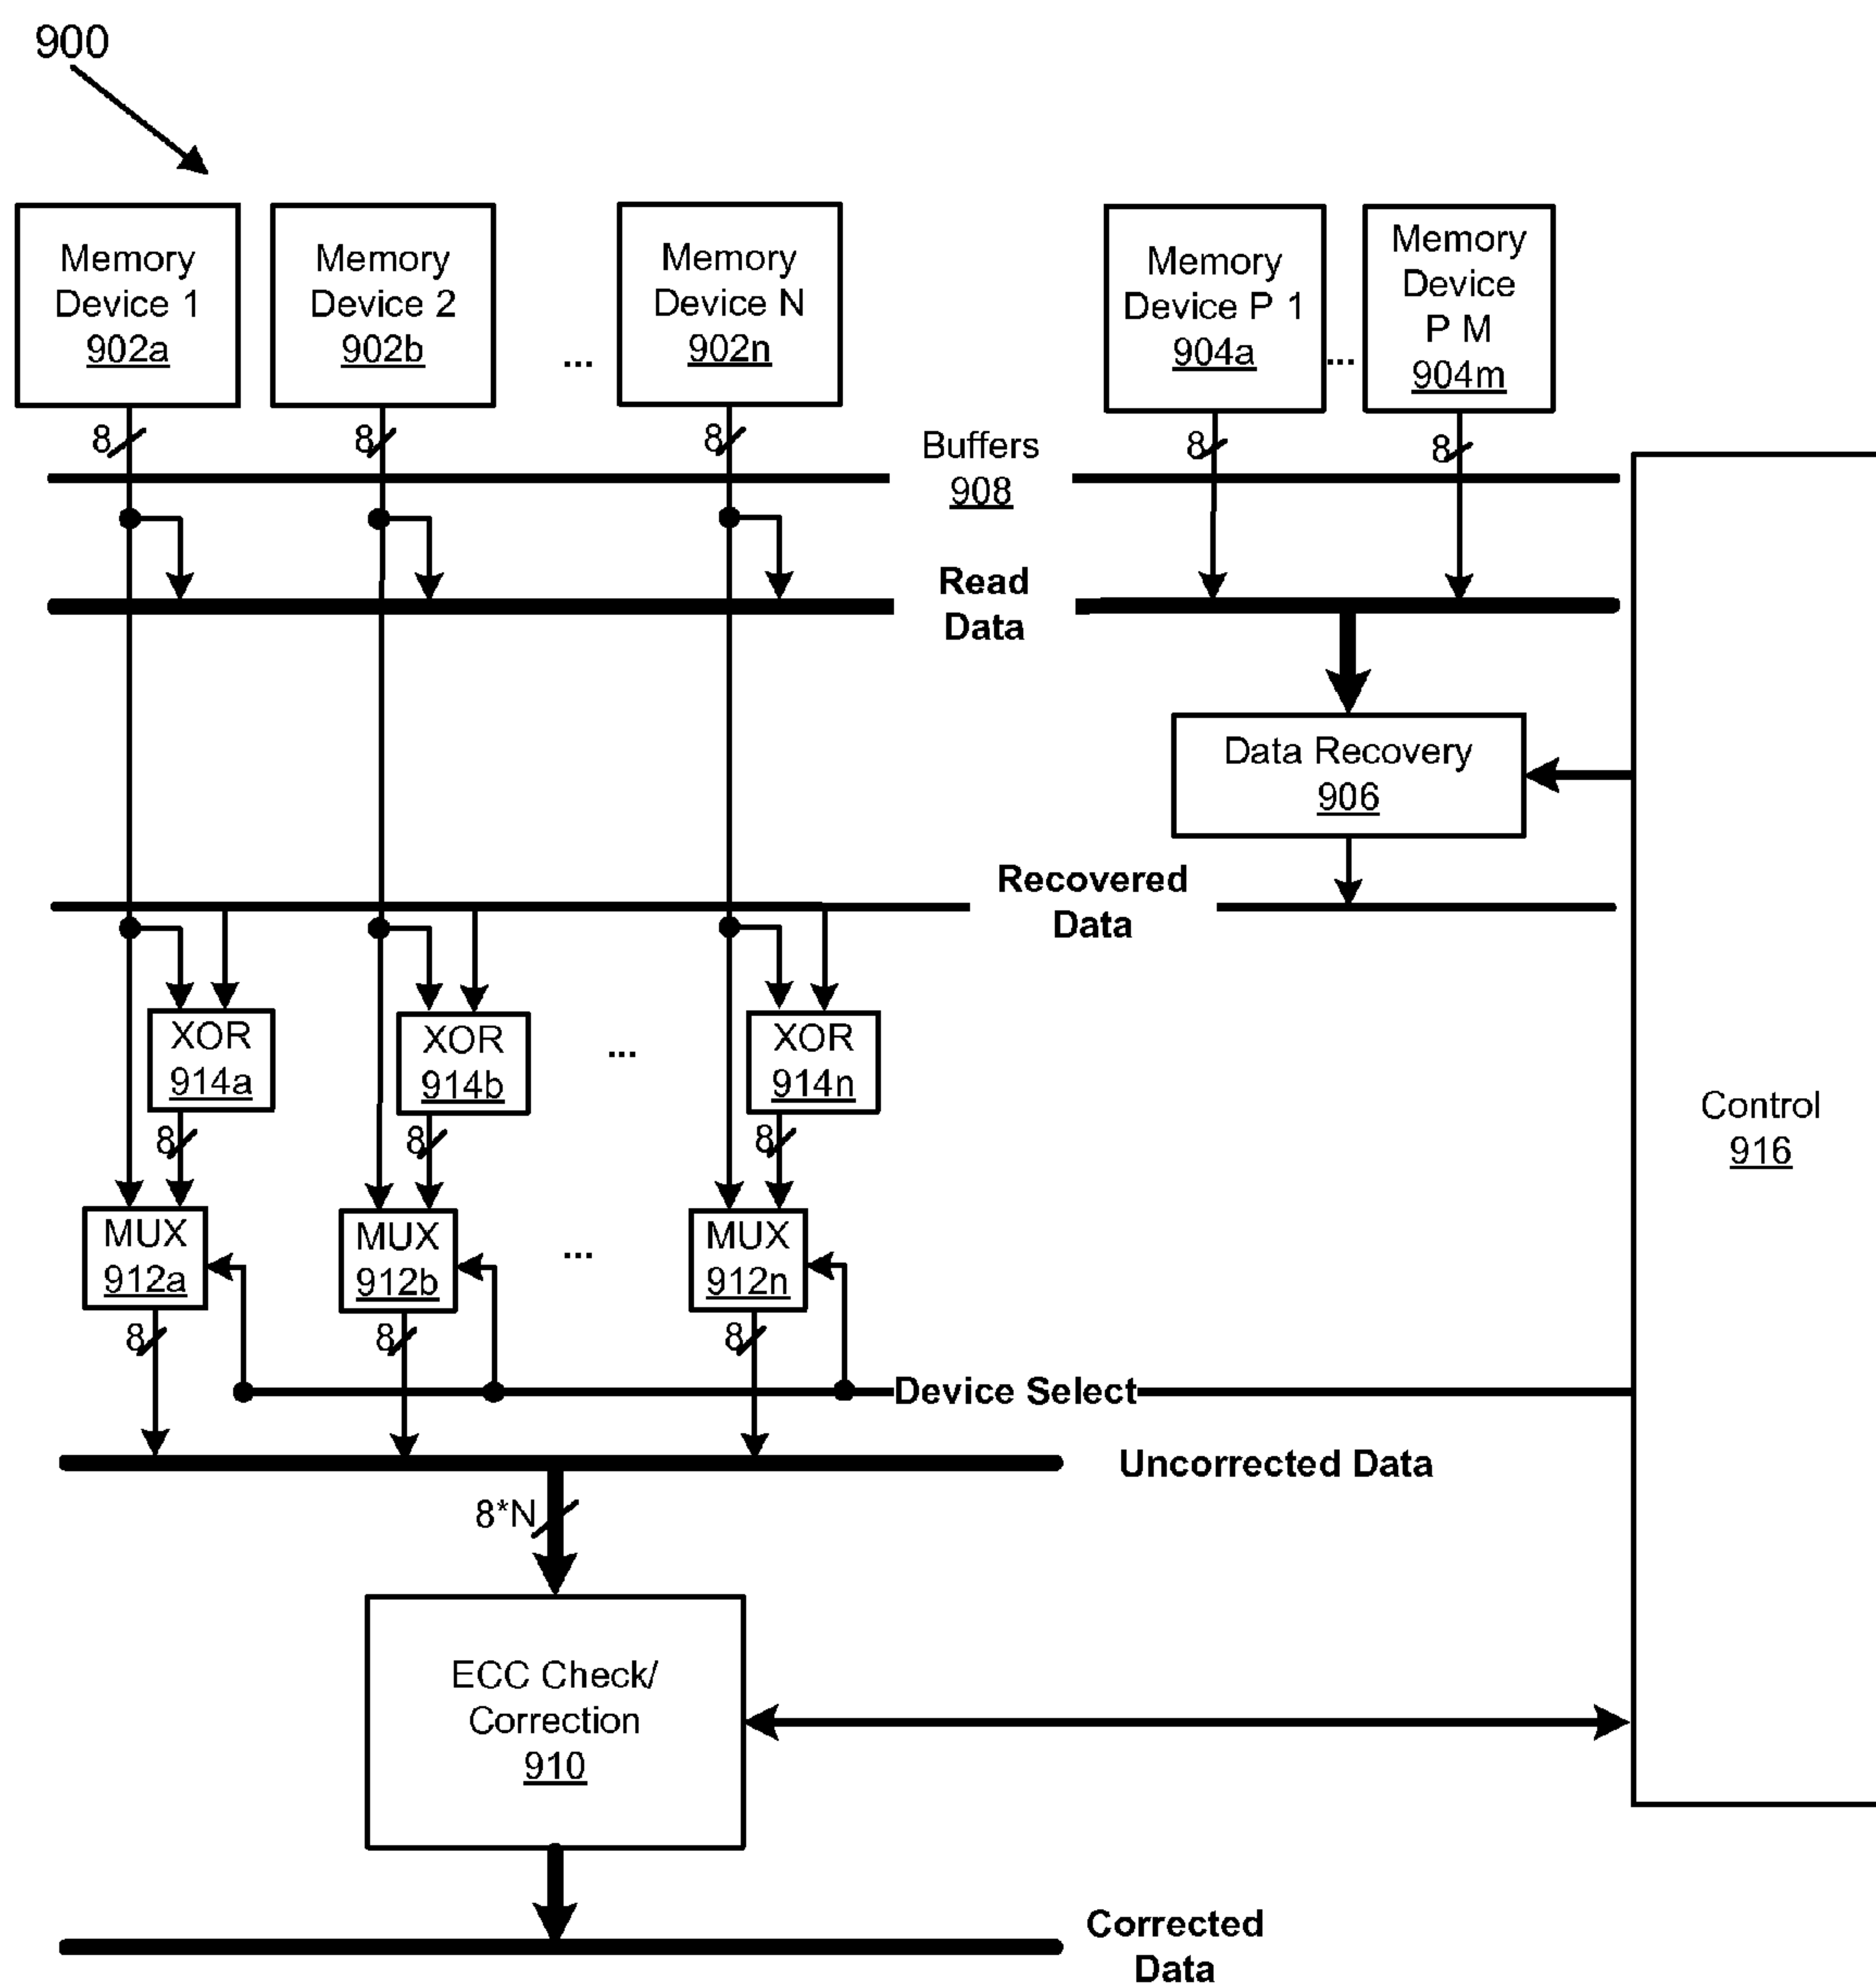 900
Memory
Device 1
902a
Memory
Device 2
902b
...
Memory
Device N
902n
Memory
Device P 1
904a
...
Memory
Device
P M
904m
8
8
8
8
8
Buffers
908
Read
Data
Data Recovery
906
Recovered
Data
XOR
914a
XOR
914b
...
XOR
914n
Control
916
8
8
8
MUX
912a
MUX
912b
...
MUX
912n
8
8
8
Device Select
Uncorrected Data
8*N
ECC Check/
Correction
910
Corrected
Data